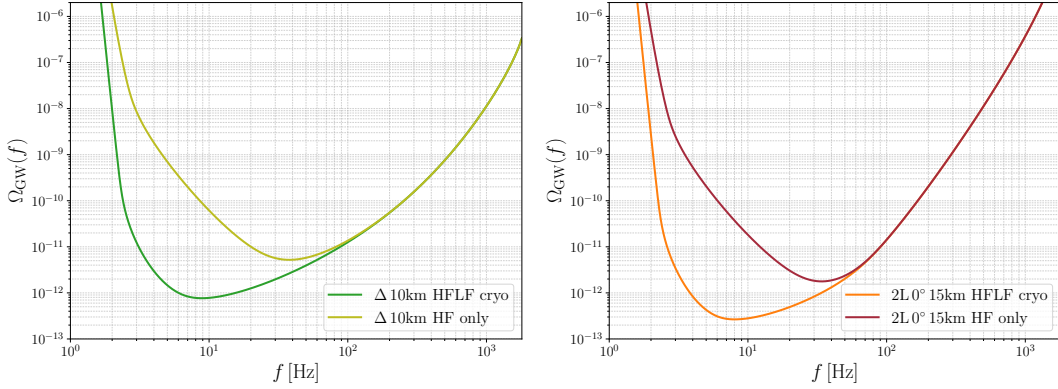 10⁻⁶
10⁻⁷
10⁻⁸
10⁻⁹
10⁻¹⁰
10⁻¹¹
10⁻¹²
10⁻¹³
Ω_GW(f)
Δ 10km HFLF cryo
Δ 10km HF only
10⁰ 10¹ 10² 10³
f [Hz]
10⁻⁶
10⁻⁷
10⁻⁸
10⁻⁹
10⁻¹⁰
10⁻¹¹
10⁻¹²
10⁻¹³
Ω_GW(f)
2L 0° 15km HFLF cryo
2L 0° 15km HF only
10⁰ 10¹ 10² 10³
f [Hz]